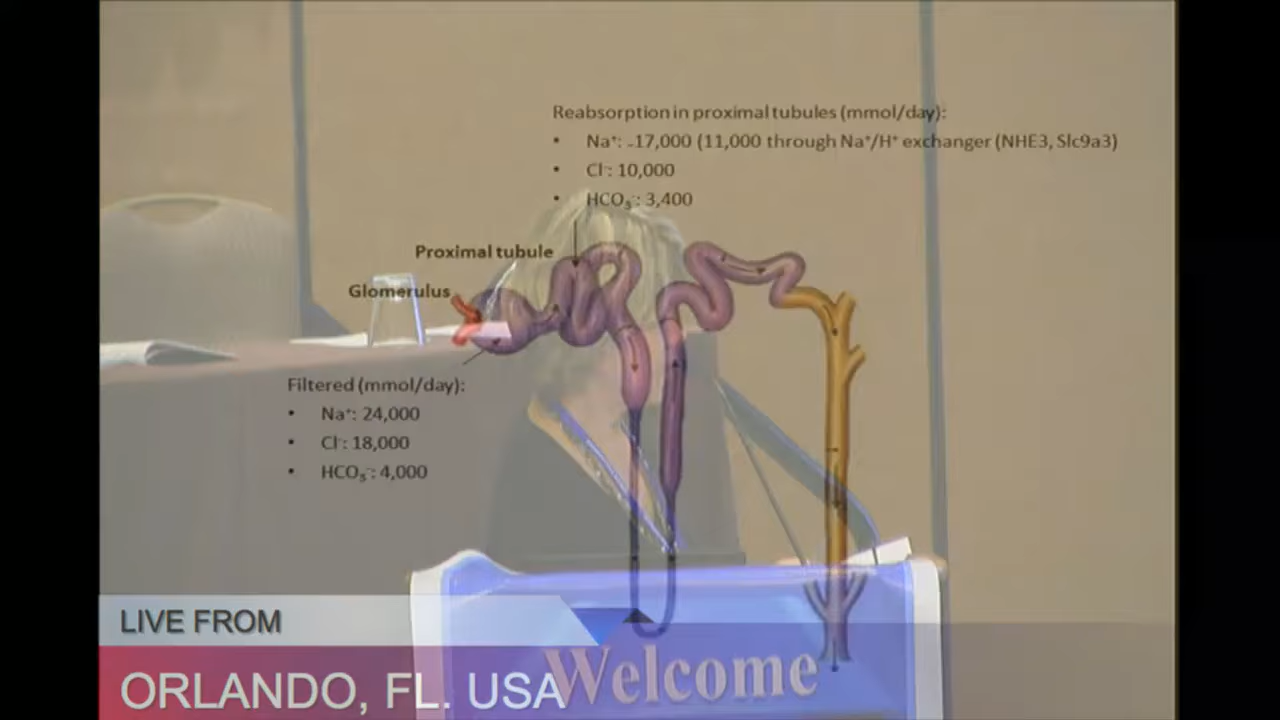 Reabsorption in proximal tubules (mmol/day):
• Na⁺: ~17,000 (11,000 through Na⁺/H⁺ exchanger (NHE3, Slc9a3)
• Cl⁻: 10,000
• HCO₃⁻: 3,400
Proximal tubule
Glomerulus
Filtered (mmol/day):
• Na⁺: 24,000
• Cl⁻: 18,000
• HCO₃⁻: 4,000
LIVE FROM
ORLANDO, FL. USA
Welcome